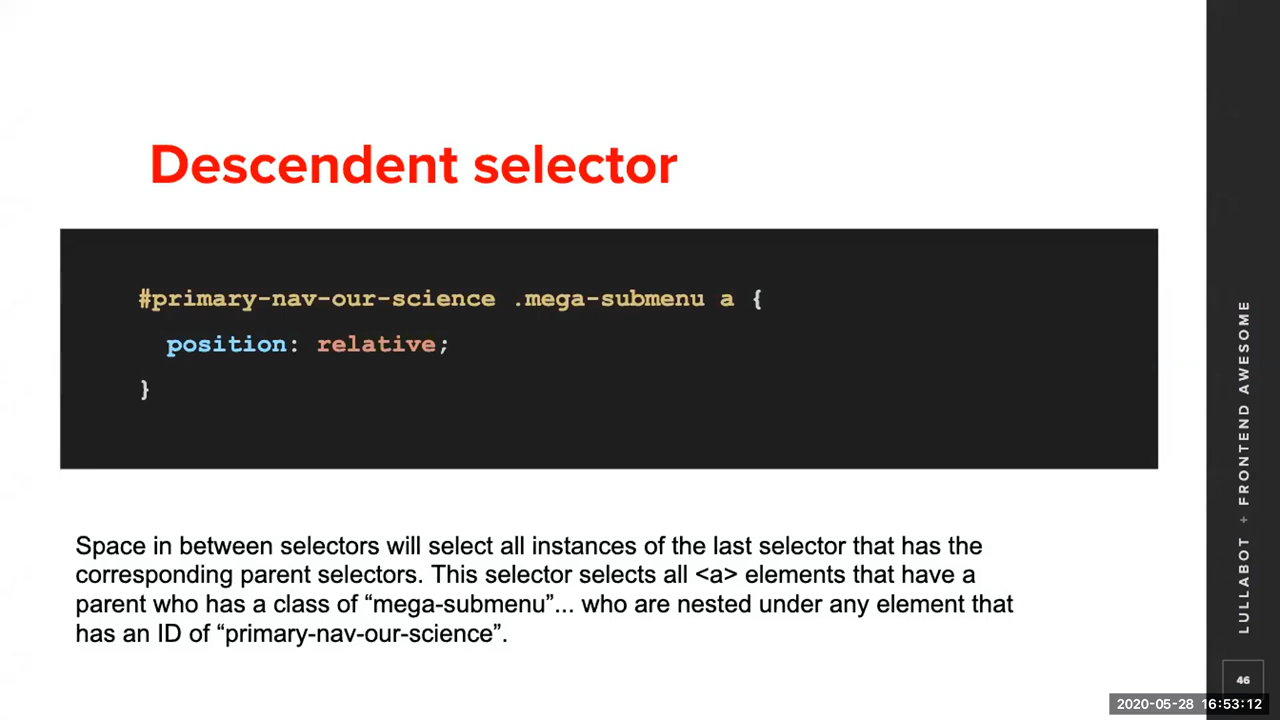 Descendent selector
#primary-nav-our-science .mega-submenu a {
position: relative;
}
Space in between selectors will select all instances of the last selector that has the
corresponding parent selectors. This selector selects all <a> elements that have a
parent who has a class of “mega-submenu”... who are nested under any element that
has an ID of “primary-nav-our-science”.
LULLABOT + FRONTEND AWESOME
46
2020-05-28 16:53:12